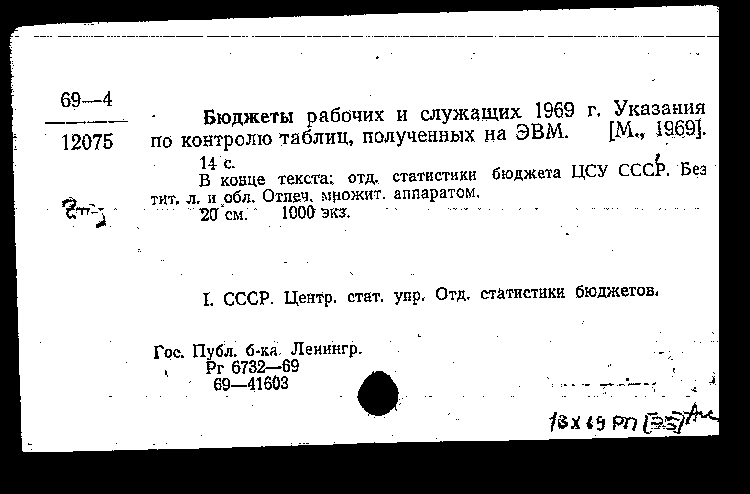 69—4
12075
Бюджеты рабочих и служащих 1969 г. Указания
по контролю таблиц, полученных на ЭВМ. [М., 1969].
14 с.
В конце текста: отд. статистики бюджета ЦСУ СССР. Без
тит. л. и обл. Отпеч. множит. аппаратом.
20 см. 1000 экз.
I. СССР. Центр. стат. упр. Отд. статистики бюджетов.
Гос. Публ. б-ка Ленингр.
Рг 6732—69
69—41603